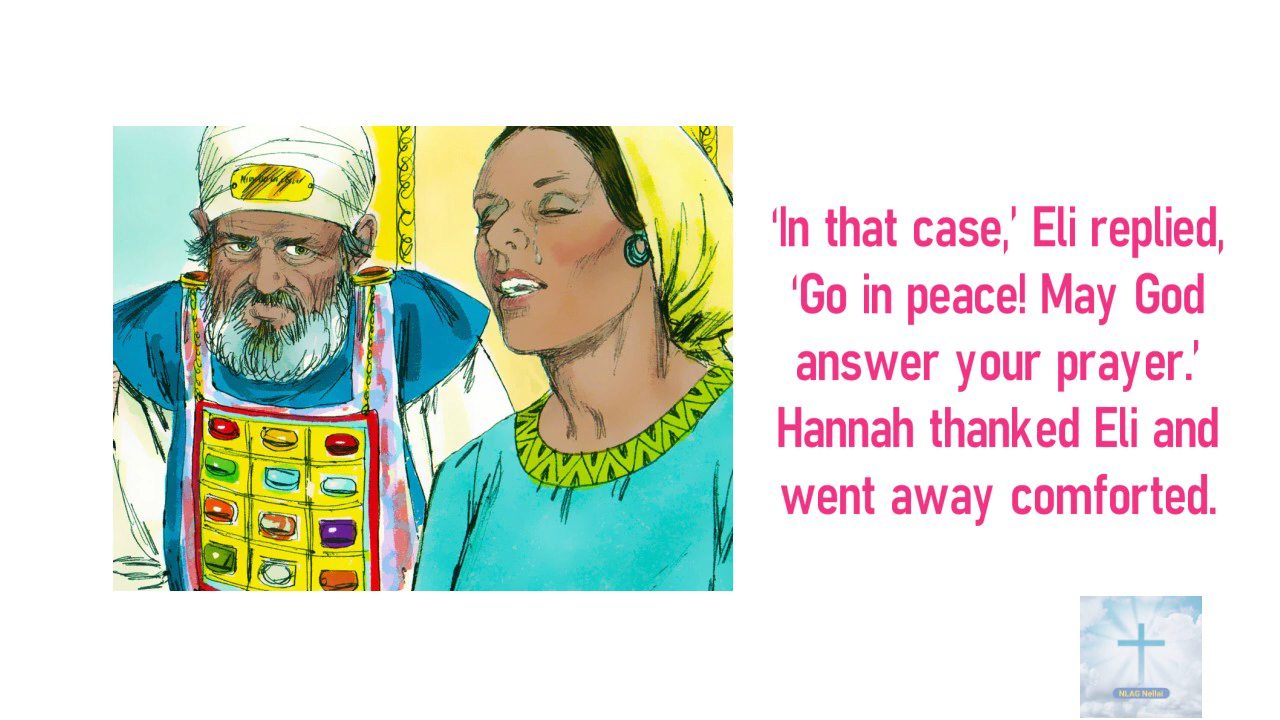 ‘In that case,’ Eli replied,
‘Go in peace! May God
answer your prayer.’
Hannah thanked Eli and
went away comforted.
NLAG Nellai